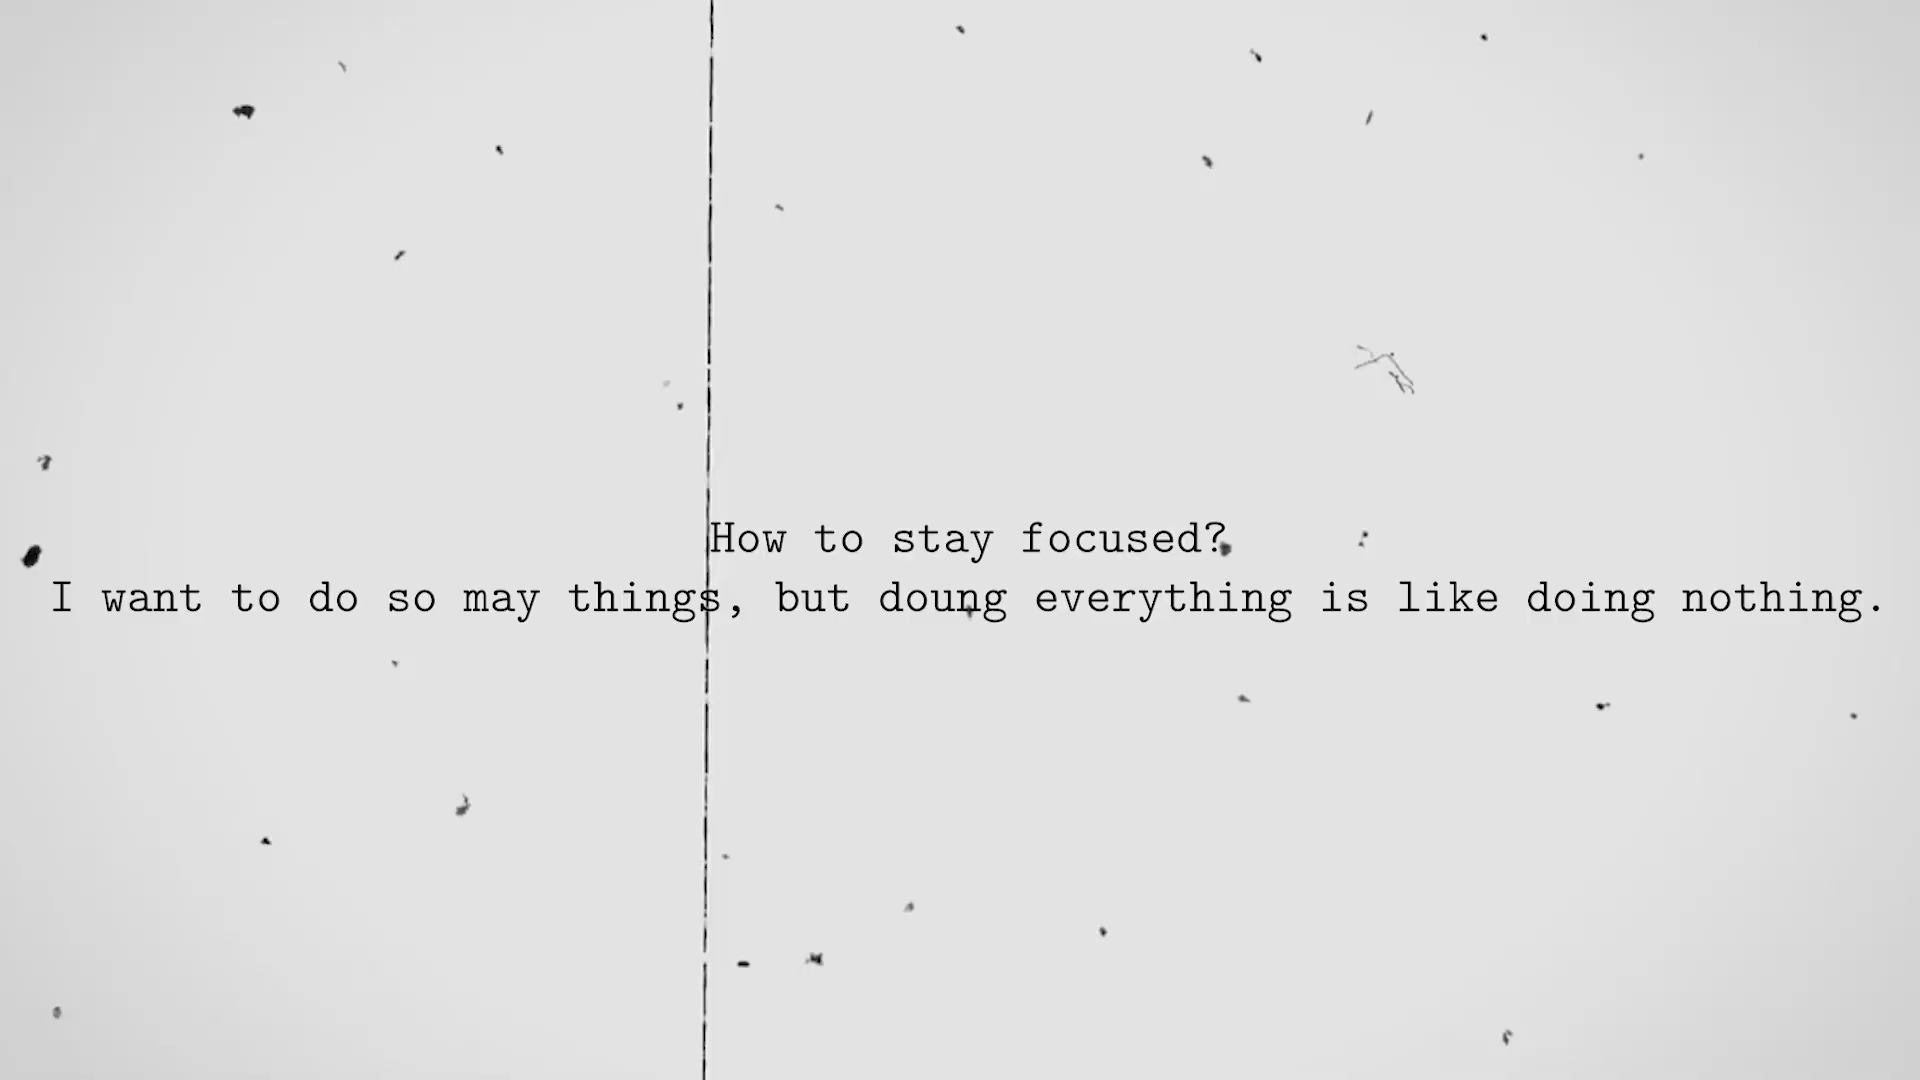 How to stay focused?
I want to do so may things, but doung everything is like doing nothing.